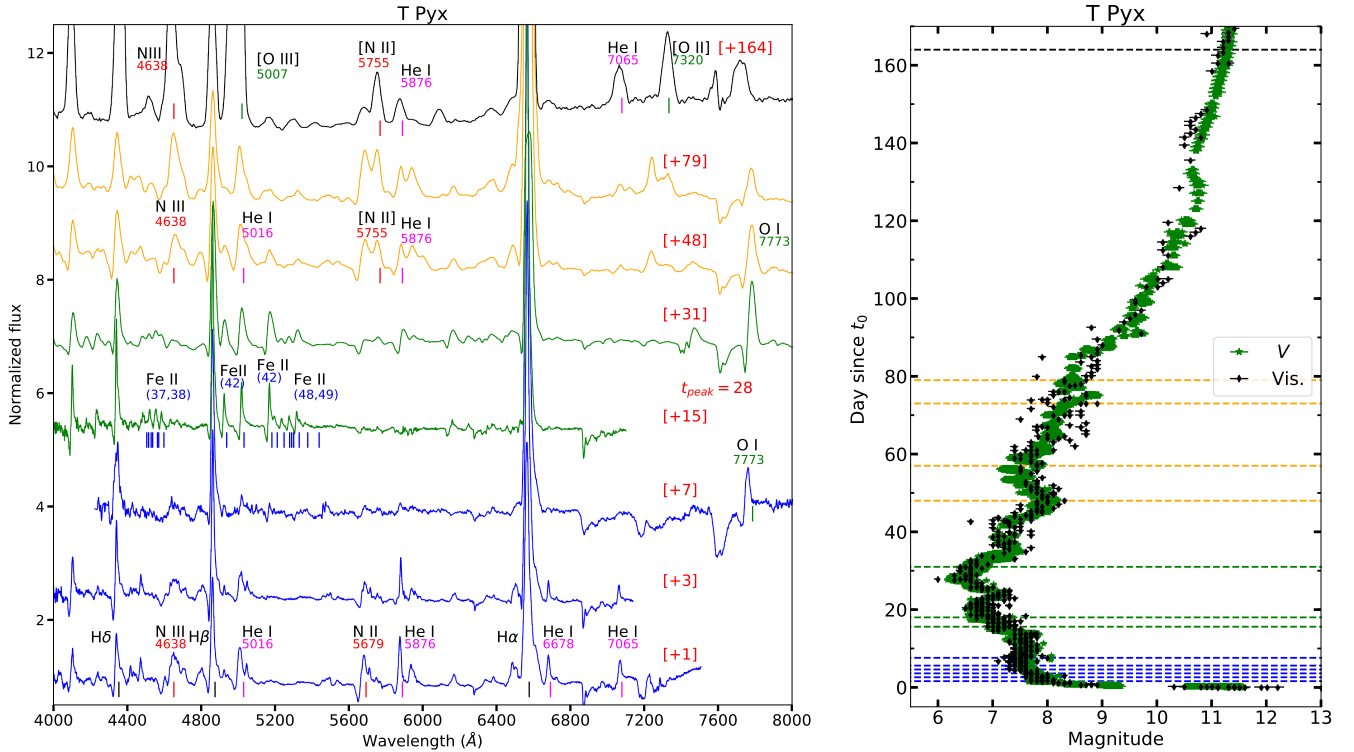 T Pyx
NIII
4638
[O III]
5007
[N II]
5755
He I
5876
He I
7065
[O II]
7320
[+164]
[+79]
N III
4638
He I
5016
[N II]
5755
He I
5876
[+48]
O I
7773
[+31]
Fe II
(37,38)
FeII
(42)
Fe II
(42)
Fe II
(48,49)
t_peak = 28
[+15]
O I
7773
[+7]
[+3]
Hδ
N III
4638
Hβ
He I
5016
N II
5679
He I
5876
Hα
He I
6678
He I
7065
[+1]
12
10
8
6
4
2
Normalized flux
4000 4400 4800 5200 5600 6000 6400 6800 7200 7600 8000
Wavelength (Å)
T Pyx
160
140
120
100
80
60
40
20
0
Day since t₀
V
Vis.
6 7 8 9 10 11 12 13
Magnitude